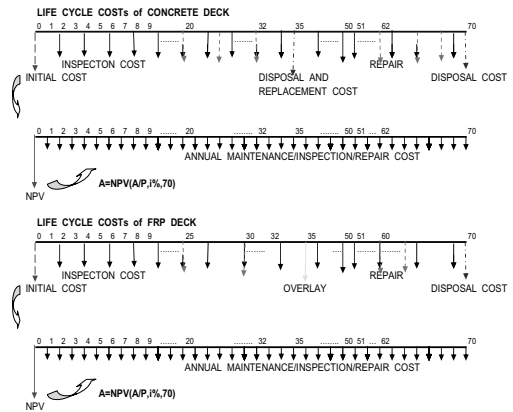 LIFE CYCLE COSTs of CONCRETE DECK
0 1 2 3 4 5 6 7 8 9 ........ 20 ........ 32 35 ........ 50 51 ... 62 70
INSPECTON COST
REPAIR
INITIAL COST
DISPOSAL AND
REPLACEMENT COST
DISPOSAL COST
0 1 2 3 4 5 6 7 8 9 ........ 20 ........ 32 35 ........ 50 51 ... 62 70
ANNUAL MAINTENANCE/INSPECTION/REPAIR COST
A=NPV(A/P,i%,70)
NPV
LIFE CYCLE COSTs of FRP DECK
0 1 2 3 4 5 6 7 8 9 ........ 25 30 32 ........ 35 50 51 ........ 60 70
INSPECTON COST
REPAIR
INITIAL COST
OVERLAY
DISPOSAL COST
0 1 2 3 4 5 6 7 8 9 ........ 20 ........ 32 35 ........ 50 51 ... 62 70
ANNUAL MAINTENANCE/INSPECTION/REPAIR COST
A=NPV(A/P,i%,70)
NPV